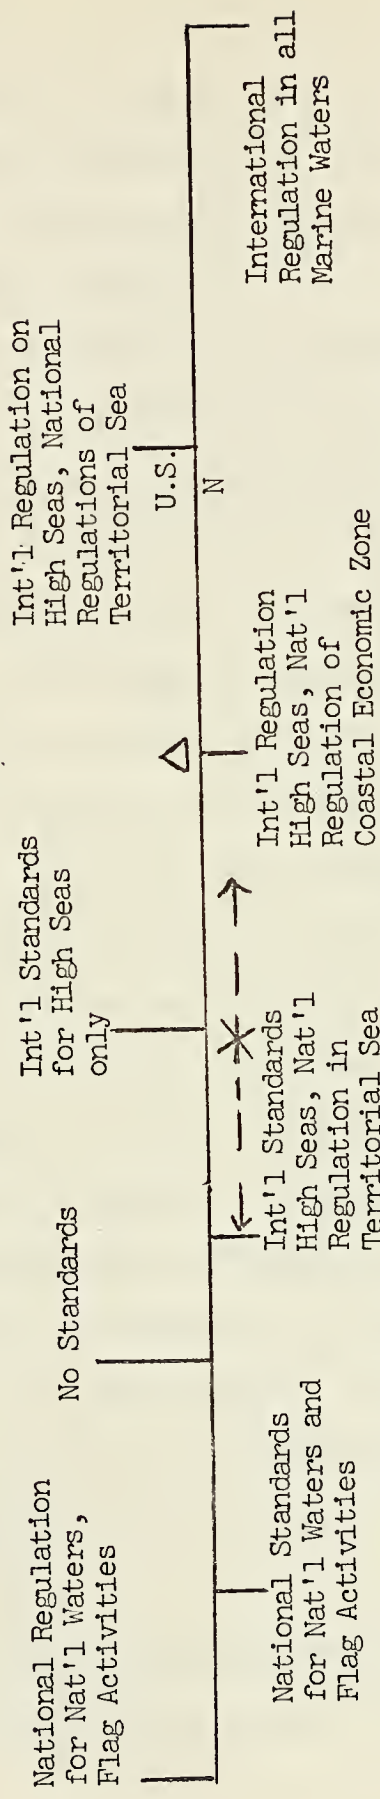 National Regulation
for Nat'l Waters,
Flag Activities
National Standards
for Nat'l Waters and
Flag Activities
No Standards
Int'l Standards
High Seas, Nat'l
Regulation in
Territorial Sea
Int'l Standards
for High Seas
only
Int'l Regulation
High Seas, Nat'l
Regulation of
Coastal Economic Zone
Int'l Regulation on
High Seas, National
Regulations of
Territorial Sea
U.S.
N
International
Regulation in all
Marine Waters